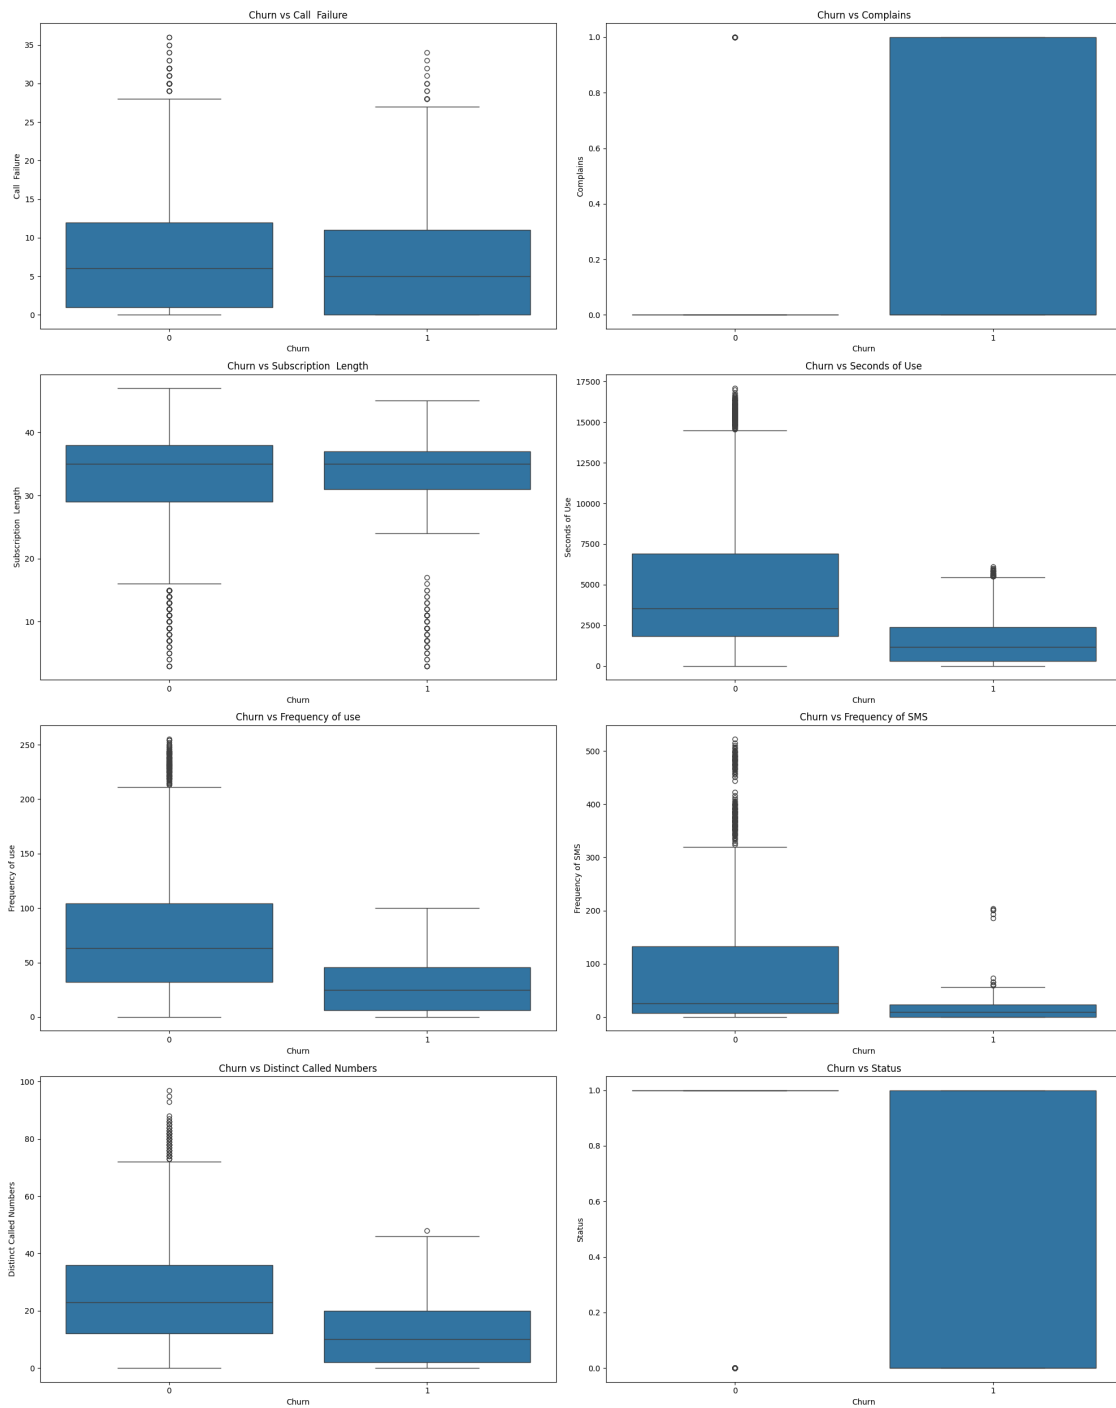 Churn vs Call  Failure
35
30
25
20
15
10
5
0
Call  Failure
0
1
Churn
Churn vs Complains
1.0
0.8
0.6
0.4
0.2
0.0
Complains
0
1
Churn
Churn vs Subscription  Length
40
30
20
10
Subscription  Length
0
1
Churn
Churn vs Seconds of Use
17500
15000
12500
10000
7500
5000
2500
0
Seconds of Use
0
1
Churn
Churn vs Frequency of use
250
200
150
100
50
0
Frequency of use
0
1
Churn
Churn vs Frequency of SMS
500
400
300
200
100
0
Frequency of SMS
0
1
Churn
Churn vs Distinct Called Numbers
100
80
60
40
20
0
Distinct Called Numbers
0
1
Churn
Churn vs Status
1.0
0.8
0.6
0.4
0.2
0.0
Status
0
1
Churn